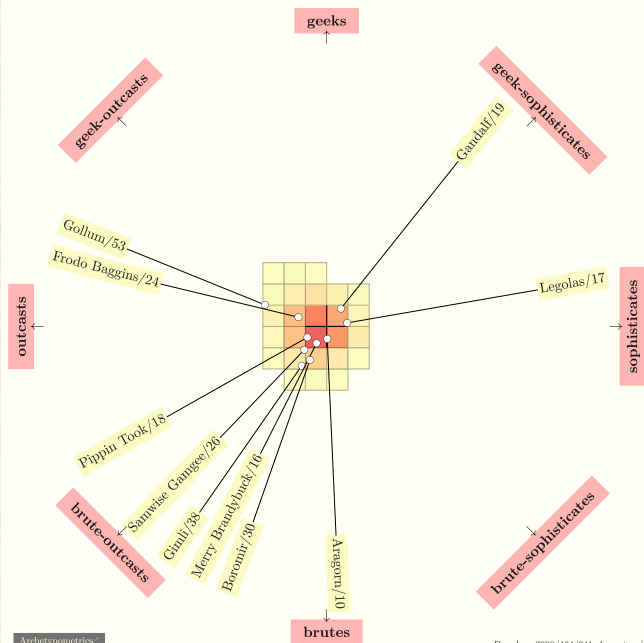 geeks
geek-outcasts
geek-sophisticates
Gandalf/19
Gollum/53
Frodo Baggins/24
Legolas/17
outcasts
sophisticates
Pippin Took/18
Samwise Gamgee/26
Gimli/38
Merry Brandybuck/16
Boromir/30
Aragorn/10
brute-outcasts
brute-sophisticates
brutes
Archetypometrics